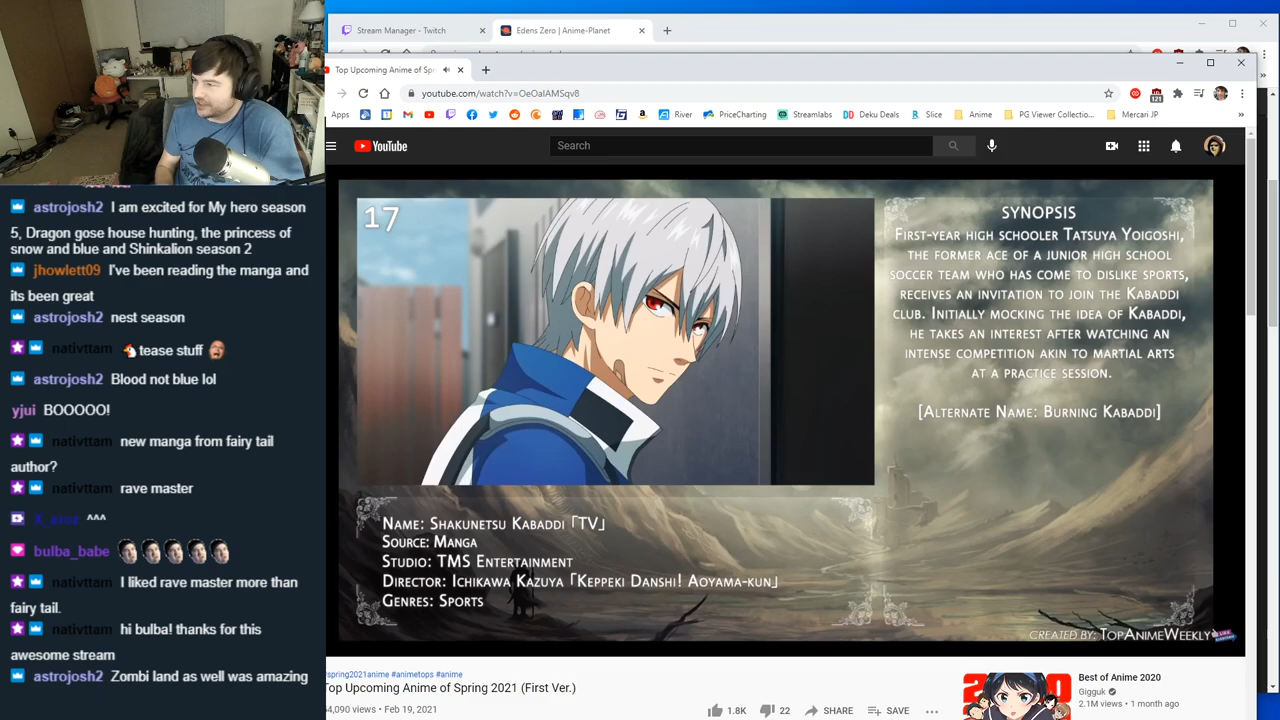 Stream Manager - Twitch
Edens Zero | Anime-Planet
Top Upcoming Anime of Spr
youtube.com/watch?v=OeOalAMSqv8
121
Apps
River
PriceCharting
Streamlabs
Deku Deals
Slice
Anime
PG Viewer Collectio...
Mercari JP
YouTube
Search
astrojosh2 I am excited for My hero season
5, Dragon gose house hunting, the princess of
snow and blue and Shinkalion season 2
jhowlett09 I've been reading the manga and
its been great
astrojosh2 nest season
nativttam tease stuff
astrojosh2 Blood not blue lol
yjui BOOOOO!
nativttam new manga from fairy tail
author?
nativttam rave master
^^^
bulba_babe
nativttam I liked rave master more than
fairy tail.
nativttam hi bulba! thanks for this
awesome stream
astrojosh2 Zombi land as well was amazing
17
Synopsis
First-year high schooler Tatsuya Yoigoshi,
the former ace of a junior high school
soccer team who has come to dislike sports,
receives an invitation to join the Kabaddi
club. Initially mocking the idea of Kabaddi,
he takes an interest after watching an
intense competition akin to martial arts
at a practice session.
[Alternate Name: Burning Kabaddi]
Name: Shakunetsu Kabaddi「TV」
Source: Manga
Studio: TMS Entertainment
Director: Ichikawa Kazuya「Keppeki Danshi! Aoyama-kun」
Genres: Sports
Created by: TopAnimeWeekly
spring2021anime #animetops #anime
Top Upcoming Anime of Spring 2021 (First Ver.)
4,090 views • Feb 19, 2021
1.8K
22
SHARE
SAVE
Best of Anime 2020
Gigguk
2.1M views • 1 month ago